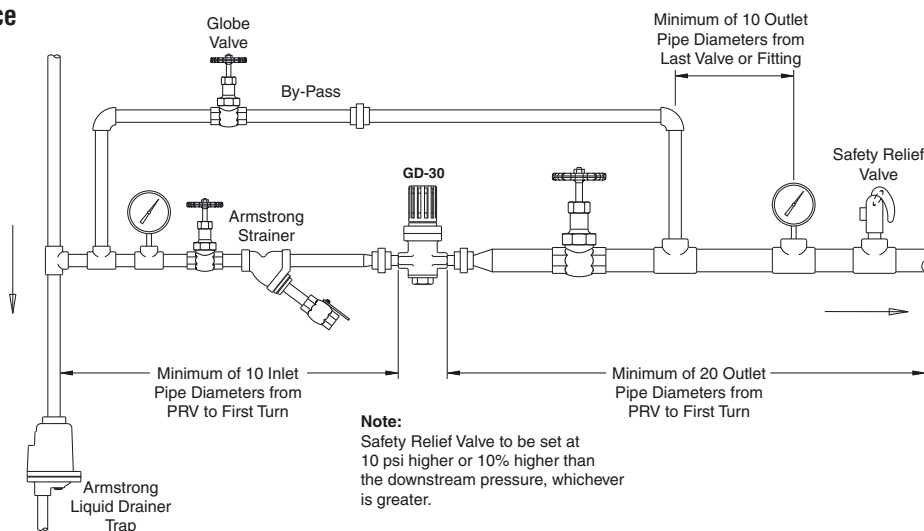 Globe
Valve
By-Pass
Minimum of 10 Outlet
Pipe Diameters from
Last Valve or Fitting
Safety Relief
Valve
GD-30
Armstrong
Strainer
Minimum of 10 Inlet
Pipe Diameters from
PRV to First Turn
Minimum of 20 Outlet
Pipe Diameters from
PRV to First Turn
Note:
Safety Relief Valve to be set at
10 psi higher or 10% higher than
the downstream pressure, whichever
is greater.
Armstrong
Liquid Drainer
Trap